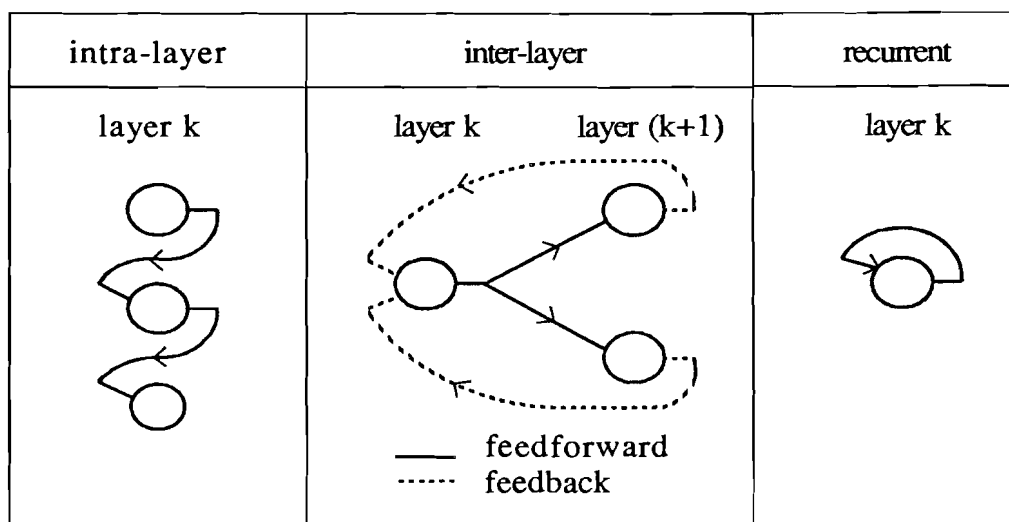 intra-layer
inter-layer
recurrent
layer k
layer k
layer (k+1)
layer k
feedforward
feedback